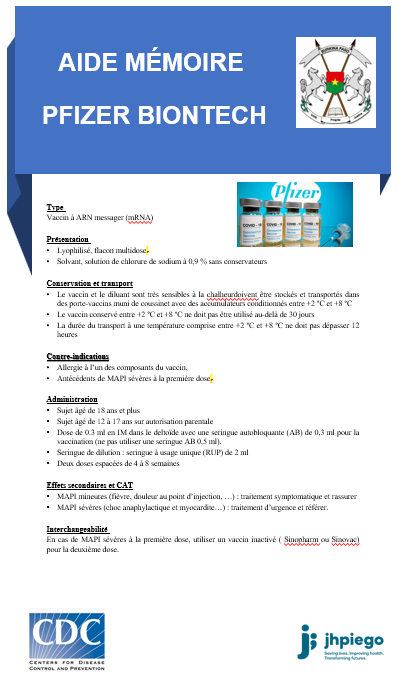 AIDE MÉMOIRE
PFIZER BIONTECH
BURKINA FASO
Pfizer
COVID-19
COVID-19
COVID-19
Type
Vaccin à ARN messager (mRNA)
Présentation
• Lyophilisé, flacon multidose.
• Solvant, solution de chlorure de sodium à 0,9 % sans conservateurs
Conservation et transport
• Le vaccin et le diluant sont très sensibles à la chalheurdoivent être stockés et transportés dans
des porte-vaccins muni de coussinet avec des accumulateurs conditionnés entre +2 °C et +8 °C
• Le vaccin conservé entre +2 °C et +8 °C ne doit pas être utilisé au-delà de 30 jours
• La durée du transport à une température comprise entre +2 °C et +8 °C ne doit pas dépasser 12
heures
Contre-indications
• Allergie à l’un des composants du vaccin,
• Antécédents de MAPI sévères à la première dose.
Administration
• Sujet âgé de 18 ans et plus
• Sujet âgé de 12 à 17 ans sur autorisation parentale
• Dose de 0.3 ml en IM dans le deltoïde avec une seringue autobloquante (AB) de 0,3 ml pour la
vaccination (ne pas utiliser une seringue AB 0,5 ml).
• Seringue de dilution : seringue à usage unique (RUP) de 2 ml
• Deux doses espacées de 4 à 8 semaines
Effets secondaires et CAT
• MAPI mineures (fièvre, douleur au point d’injection, …) : traitement symptomatique et rassurer
• MAPI sévères (choc anaphylactique et myocardite…) : traitement d’urgence et référer.
Interchangeabilité
En cas de MAPI sévères à la première dose, utiliser un vaccin inactivé ( Sinopharm ou Sinovac)
pour la deuxième dose.
CDC
CENTERS FOR DISEASE
CONTROL AND PREVENTION
jhpiego
Saving lives. Improving health.
Transforming futures.